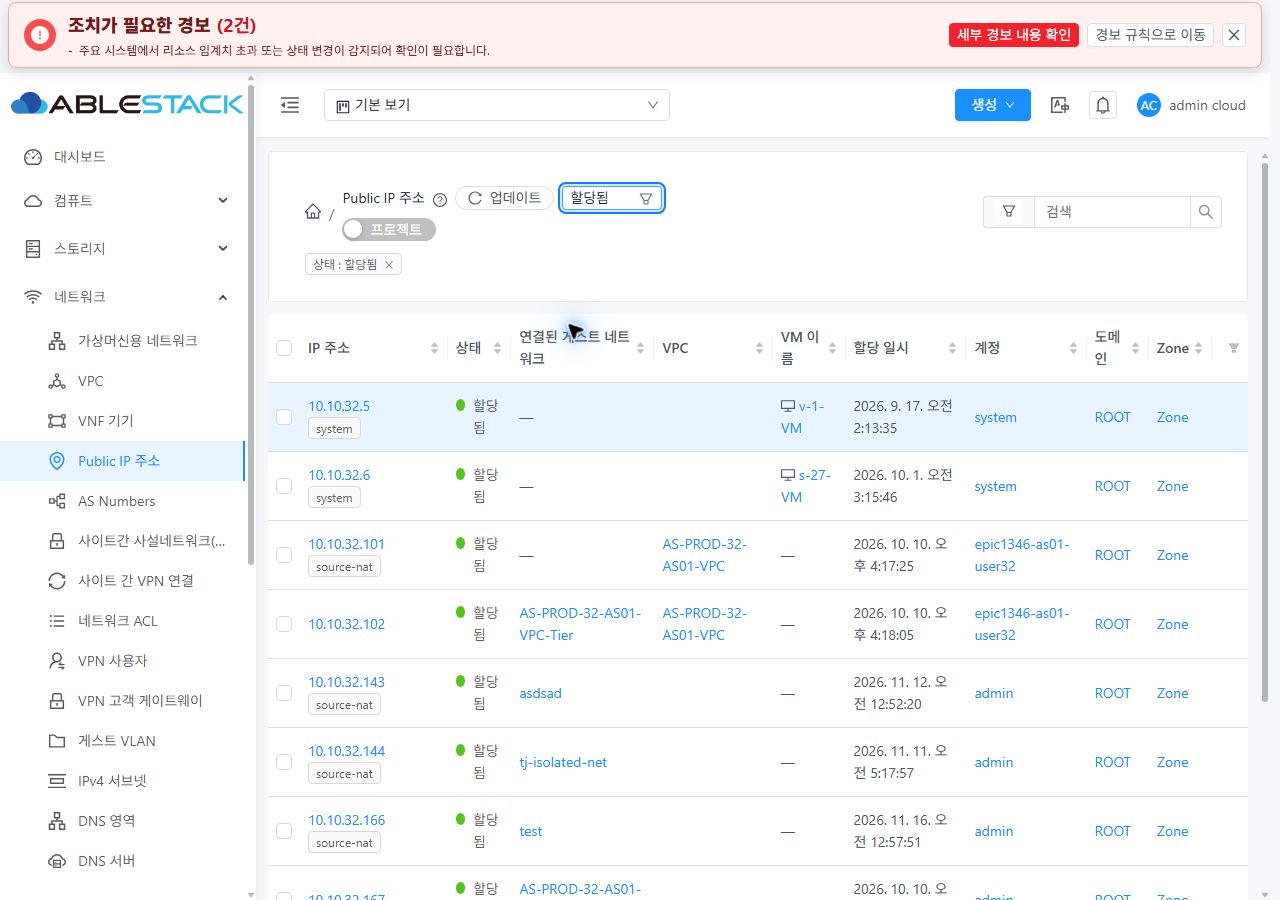 조치가 필요한 경보 (2건)
- 주요 시스템에서 리소스 임계치 초과 또는 상태 변경이 감지되어 확인이 필요합니다.
세부 경보 내용 확인
경보 규칙으로 이동
ABLESTACK
기본 보기
생성
AC
admin cloud
대시보드
컴퓨트
스토리지
네트워크
가상머신용 네트워크
VPC
VNF 기기
Public IP 주소
AS Numbers
사이트간 사설네트워크(...
사이트 간 VPN 연결
네트워크 ACL
VPN 사용자
VPN 고객 게이트웨이
게스트 VLAN
IPv4 서브넷
DNS 영역
DNS 서버
/
Public IP 주소
업데이트
할당됨
프로젝트
상태 : 할당됨
검색
IP 주소
상태
연결된 게스트 네트
워크
VPC
VM 이
름
할당 일시
계정
도메
인
Zone
10.10.32.5
system
할당
됨
—
v-1-
VM
2026. 9. 17. 오전
2:13:35
system
ROOT
Zone
10.10.32.6
system
할당
됨
—
s-27-
VM
2026. 10. 1. 오전
3:15:46
system
ROOT
Zone
10.10.32.101
source-nat
할당
됨
—
AS-PROD-32-
AS01-VPC
—
2026. 10. 10. 오
후 4:17:25
epic1346-as01-
user32
ROOT
Zone
10.10.32.102
할당
됨
AS-PROD-32-AS01-
VPC-Tier
AS-PROD-32-
AS01-VPC
—
2026. 10. 10. 오
후 4:18:05
epic1346-as01-
user32
ROOT
Zone
10.10.32.143
source-nat
할당
됨
asdsad
—
2026. 11. 12. 오
전 12:52:20
admin
ROOT
Zone
10.10.32.144
source-nat
할당
됨
tj-isolated-net
—
2026. 11. 11. 오
전 5:17:57
admin
ROOT
Zone
10.10.32.166
source-nat
할당
됨
test
—
2026. 11. 16. 오
전 12:57:51
admin
ROOT
Zone
10.10.32.167
할당
AS-PROD-32-AS01-
2026. 10. 10. 오
admin
ROOT
Zone